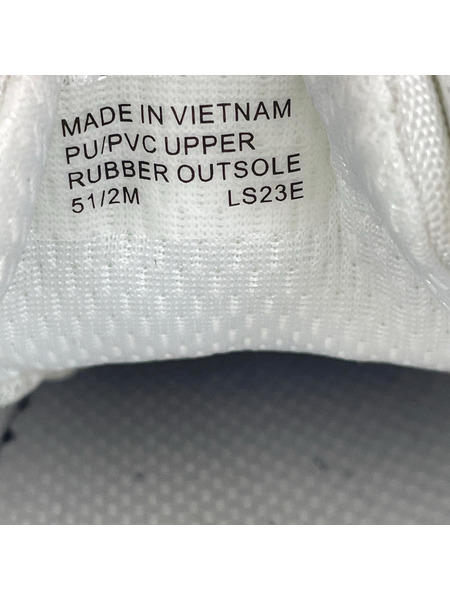 MADE IN VIETNAM
PU/PVC UPPER
RUBBER OUTSOLE
51/2M LS23E